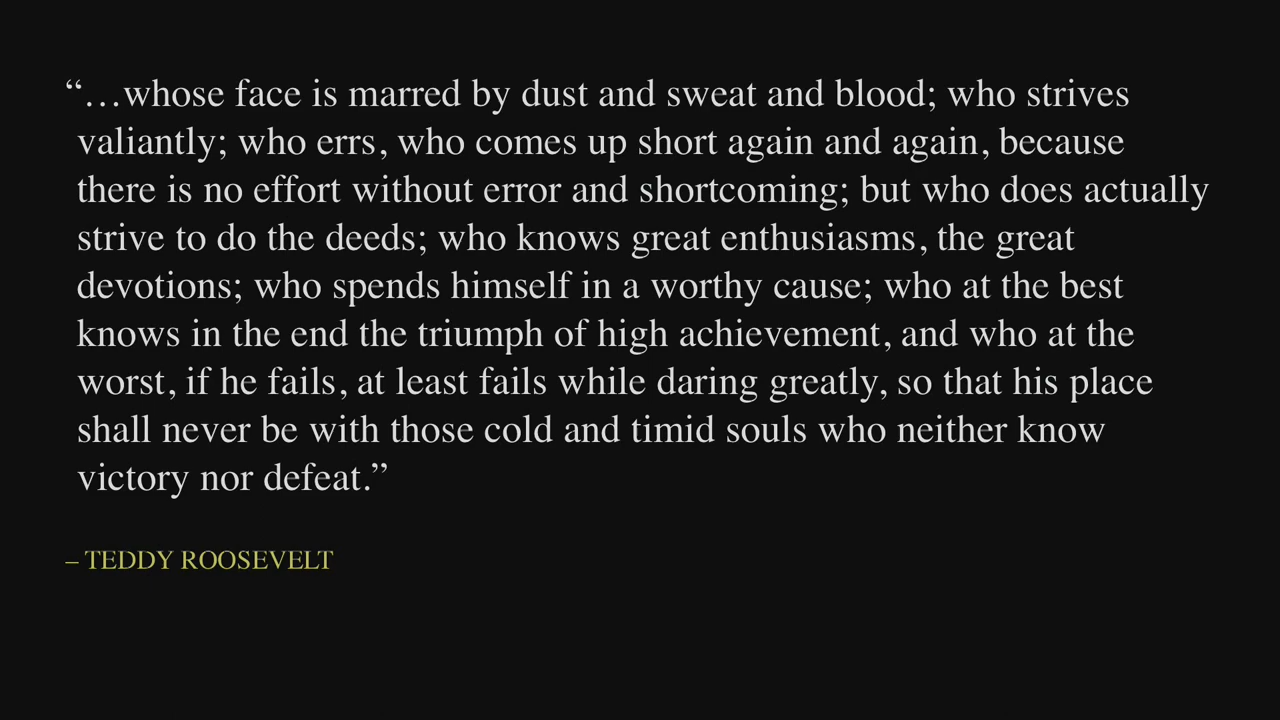 “…whose face is marred by dust and sweat and blood; who strives
valiantly; who errs, who comes up short again and again, because
there is no effort without error and shortcoming; but who does actually
strive to do the deeds; who knows great enthusiasms, the great
devotions; who spends himself in a worthy cause; who at the best
knows in the end the triumph of high achievement, and who at the
worst, if he fails, at least fails while daring greatly, so that his place
shall never be with those cold and timid souls who neither know
victory nor defeat.”
– TEDDY ROOSEVELT